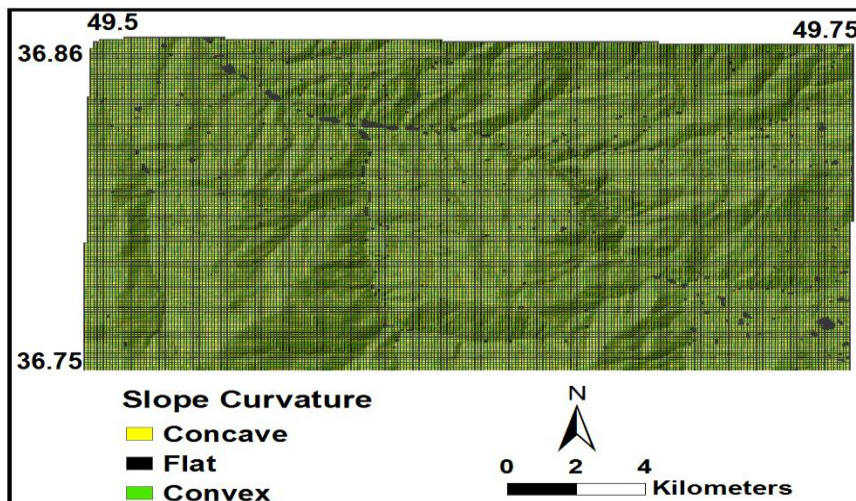 49.5
49.75
36.86
36.75
Slope Curvature
Concave
Flat
Convex
N
0 2 4
Kilometers